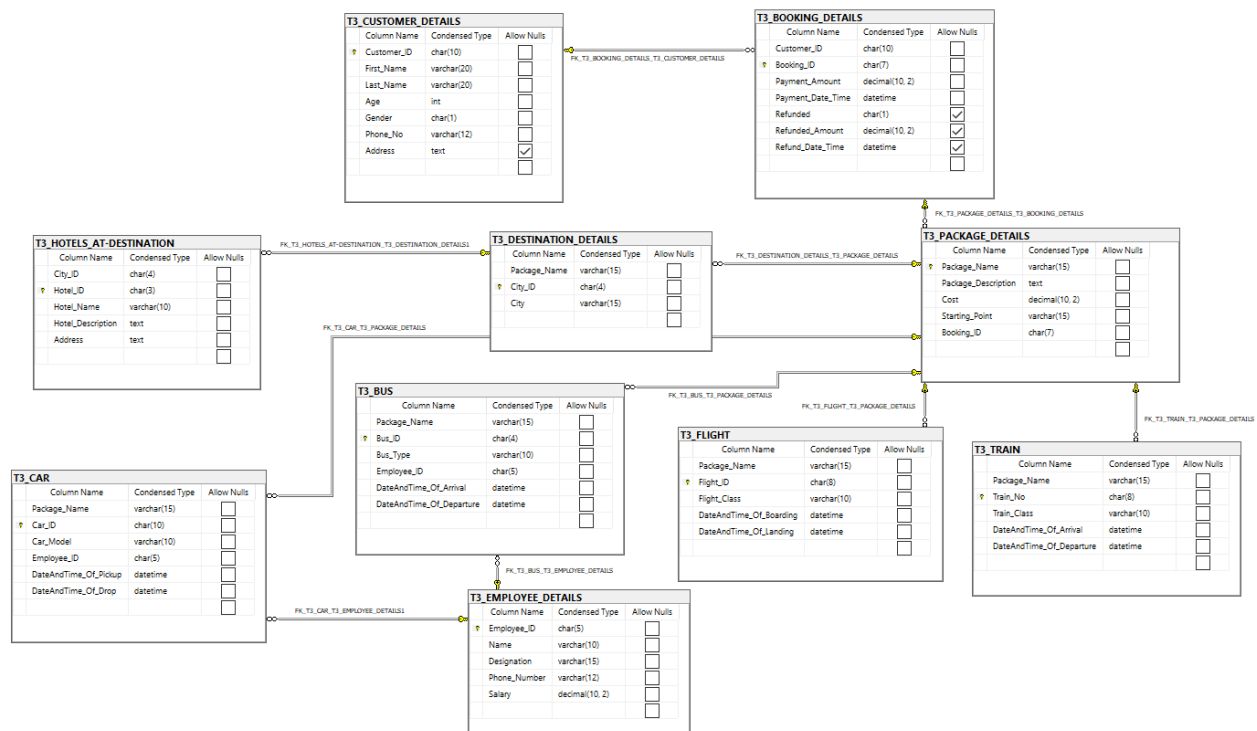 T3_CUSTOMER_DETAILS
Column Name Condensed Type Allow Nulls
Customer_ID char(10)
First_Name varchar(20)
Last_Name varchar(20)
Age int
Gender char(1)
Phone_No varchar(12)
Address text
FK_T3_BOOKING_DETAILS_T3_CUSTOMER_DETAILS
T3_BOOKING_DETAILS
Column Name Condensed Type Allow Nulls
Customer_ID char(10)
Booking_ID char(7)
Payment_Amount decimal(10, 2)
Payment_Date_Time datetime
Refunded char(1)
Refunded_Amount decimal(10, 2)
Refund_Date_Time datetime
FK_T3_PACKAGE_DETAILS_T3_BOOKING_DETAILS
T3_HOTELS_AT-DESTINATION
Column Name Condensed Type Allow Nulls
City_ID char(4)
Hotel_ID char(3)
Hotel_Name varchar(10)
Hotel_Description text
Address text
FK_T3_HOTELS_AT-DESTINATION_T3_DESTINATION_DETAILS1
T3_DESTINATION_DETAILS
Column Name Condensed Type Allow Nulls
Package_Name varchar(15)
City_ID char(4)
City varchar(15)
FK_T3_DESTINATION_DETAILS_T3_PACKAGE_DETAILS
T3_PACKAGE_DETAILS
Column Name Condensed Type Allow Nulls
Package_Name varchar(15)
Package_Description text
Cost decimal(10, 2)
Starting_Point varchar(15)
Booking_ID char(7)
FK_T3_CAR_T3_PACKAGE_DETAILS
T3_BUS
Column Name Condensed Type Allow Nulls
Package_Name varchar(15)
Bus_ID char(4)
Bus_Type varchar(10)
Employee_ID char(5)
DateAndTime_Of_Arrival datetime
DateAndTime_Of_Departure datetime
FK_T3_BUS_T3_PACKAGE_DETAILS
FK_T3_FLIGHT_T3_PACKAGE_DETAILS
FK_T3_TRAIN_T3_PACKAGE_DETAILS
T3_FLIGHT
Column Name Condensed Type Allow Nulls
Package_Name varchar(15)
Flight_ID char(8)
Flight_Class varchar(10)
DateAndTime_Of_Boarding datetime
DateAndTime_Of_Landing datetime
T3_TRAIN
Column Name Condensed Type Allow Nulls
Package_Name varchar(15)
Train_No char(8)
Train_Class varchar(10)
DateAndTime_Of_Arrival datetime
DateAndTime_Of_Departure datetime
T3_CAR
Column Name Condensed Type Allow Nulls
Package_Name varchar(15)
Car_ID char(10)
Car_Model varchar(10)
Employee_ID char(5)
DateAndTime_Of_Pickup datetime
DateAndTime_Of_Drop datetime
FK_T3_BUS_T3_EMPLOYEE_DETAILS
FK_T3_CAR_T3_EMPLOYEE_DETAILS1
T3_EMPLOYEE_DETAILS
Column Name Condensed Type Allow Nulls
Employee_ID char(5)
Name varchar(10)
Designation varchar(15)
Phone_Number varchar(12)
Salary decimal(10, 2)